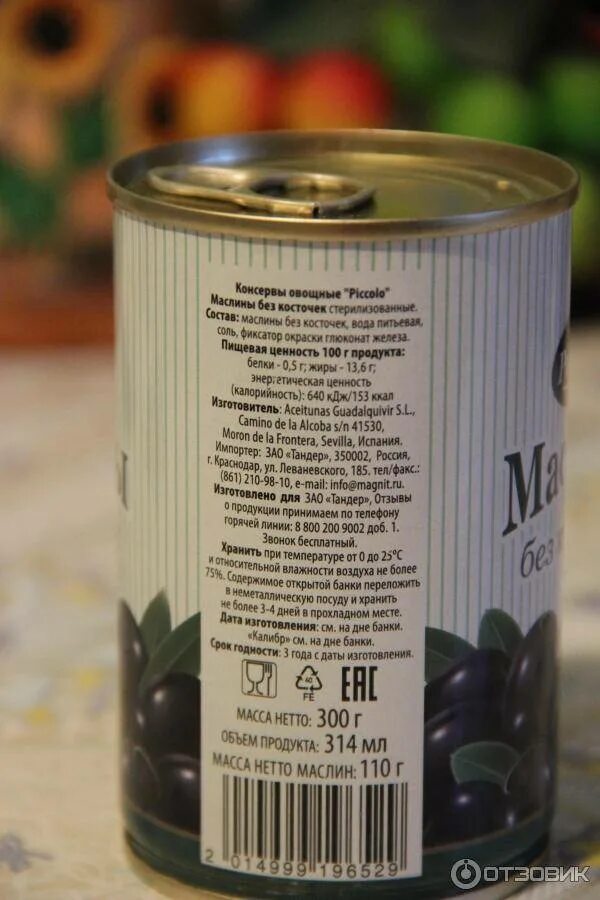 Консервы овощные "Piccolo"
Маслины без косточек стерилизованные.
Состав: маслины без косточек, вода питьевая,
соль, фиксатор окраски глюконат железа.
Пищевая ценность 100 г продукта:
белки - 0,5 г; жиры - 13,6 г;
энергетическая ценность
(калорийность): 640 кДж/153 ккал
Изготовитель: Aceitunas Guadalquivir S.L.,
Camino de la Alcoba s/n 41530,
Moron de la Frontera, Sevilla, Испания.
Импортер: ЗАО «Тандер», 350002, Россия,
г. Краснодар, ул. Леваневского, 185. тел/факс.:
(861) 210-98-10, e-mail: info@magnit.ru
Изготовлено для ЗАО «Тандер», Отзывы
о продукции принимаем по телефону
горячей линии: 8 800 200 9002 доб. 1.
Звонок бесплатный.
Хранить при температуре от 0 до 25°С
и относительной влажности воздуха не более
75%. Содержимое открытой банки переложить
в неметаллическую посуду и хранить
не более 3-4 дней в прохладном месте.
Дата изготовления: см. на дне банки.
«Калибр» см. на дне банки.
Срок годности: 3 года с даты изготовления.
40
FE
EAC
МАССА НЕТТО: 300 г
ОБЪЕМ ПРОДУКТА: 314 мл
МАССА НЕТТО МАСЛИН: 110 г
2 014999 196529
Мас
без
Ы
ОТЗОВИК